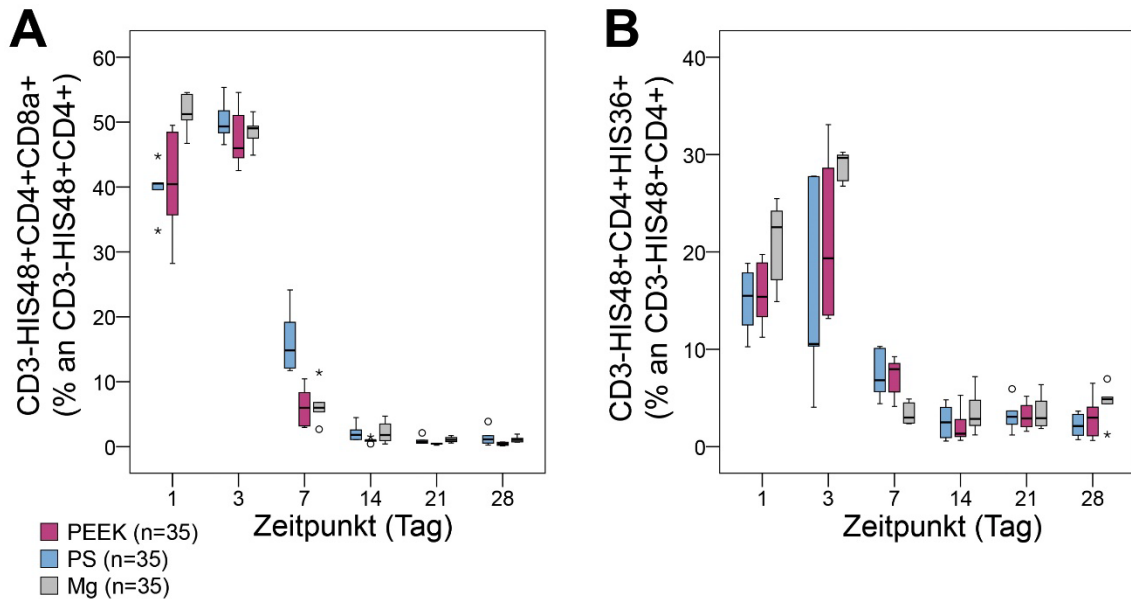 A
CD3-HIS48+CD4+CD8a+
(% an CD3-HIS48+CD4+)
60
50
40
30
20
10
0
1 3 7 14 21 28
Zeitpunkt (Tag)
B
CD3-HIS48+CD4+HIS36+
(% an CD3-HIS48+CD4+)
40
30
20
10
0
1 3 7 14 21 28
Zeitpunkt (Tag)
PEEK (n=35)
PS (n=35)
Mg (n=35)